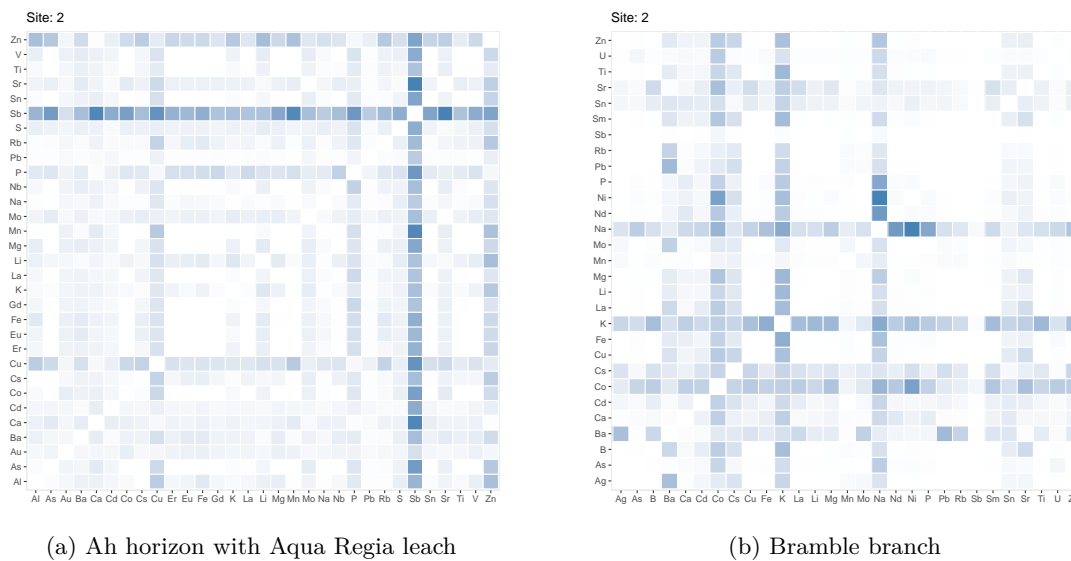 Site: 2
Zn
V
Ti
Sr
Sn
Sb
S
Rb
Pb
P
Nb
Na
Mo
Mn
Mg
Li
La
K
Gd
Fe
Eu
Er
Cu
Cs
Co
Cd
Ca
Ba
Au
As
Al
Al As Au Ba Ca Cd Co Cs Cu Er Eu Fe Gd K La Li Mg Mn Mo Na Nb P Pb Rb S Sb Sn Sr Ti V Zn
(a) Ah horizon with Aqua Regia leach
Site: 2
Zn
U
Ti
Sr
Sn
Sm
Sb
Rb
Pb
P
Ni
Nd
Na
Mo
Mn
Mg
Li
La
K
Fe
Cu
Cs
Co
Cd
Ca
Ba
B
As
Ag
Ag As B Ba Ca Cd Co Cs Cu Fe K La Li Mg Mn Mo Na Nd Ni P Pb Rb Sb Sm Sn Sr Ti U
(b) Bramble branch